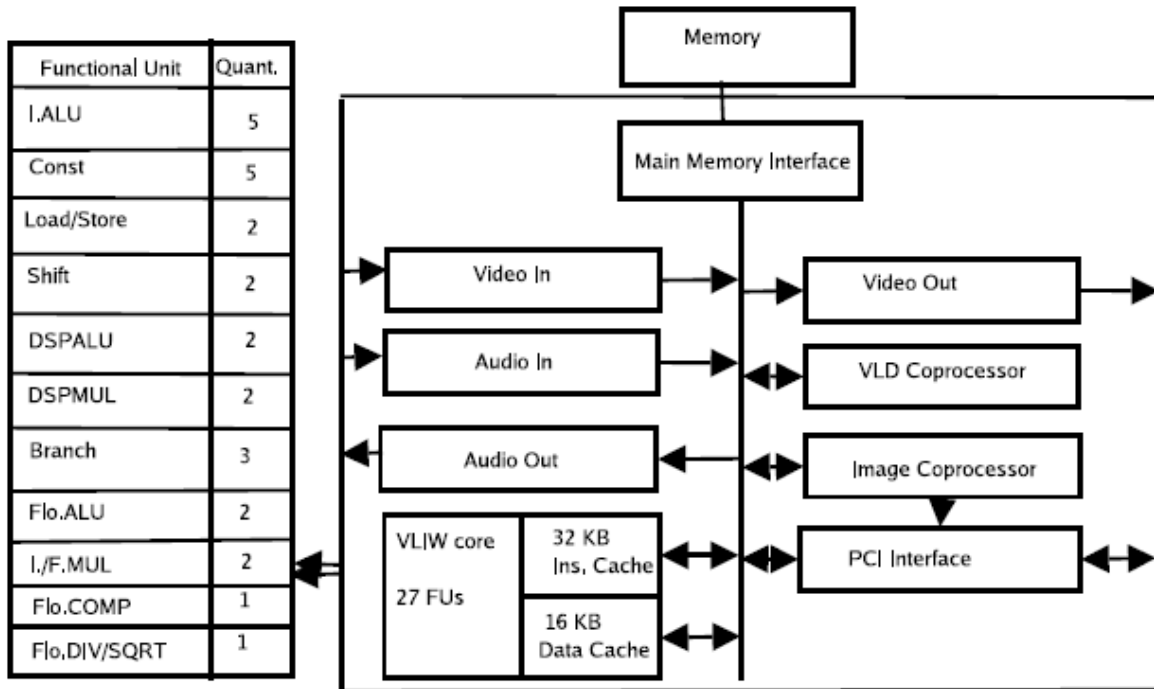 Functional Unit Quant.
I.ALU 5
Const 5
Load/Store 2
Shift 2
DSPALU 2
DSPMUL 2
Branch 3
Flo.ALU 2
I./F.MUL 2
Flo.COMP 1
Flo.DIV/SQRT 1
Memory
Main Memory Interface
Video In
Audio In
Audio Out
VLIW core
27 FUs
32 KB
Ins, Cache
16 KB
Data Cache
Video Out
VLD Coprocessor
Image Coprocessor
PCI Interface